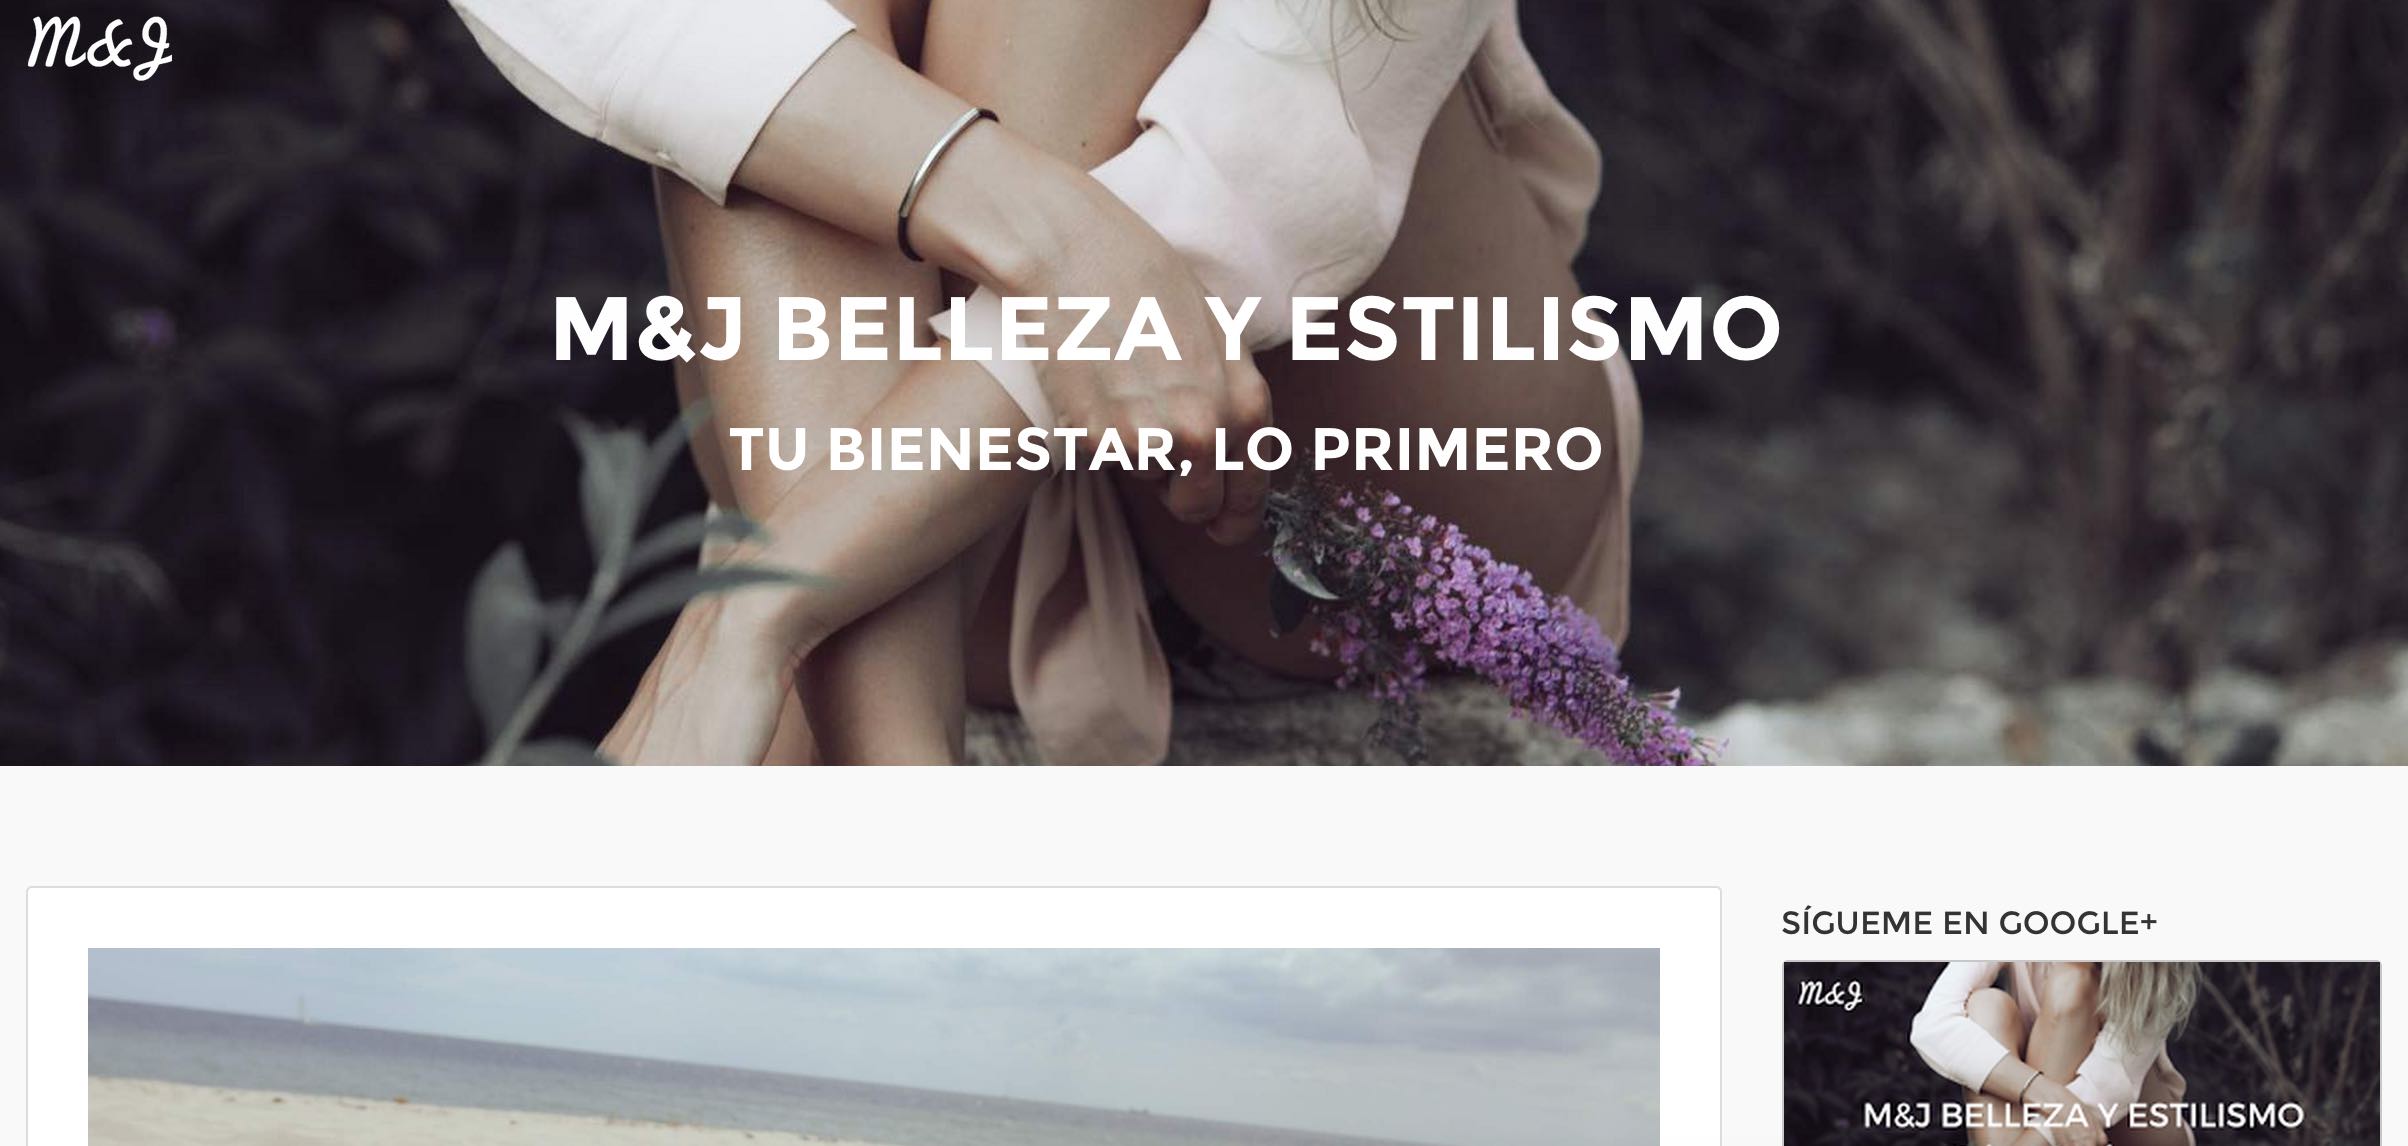 M&J
M&J BELLEZA Y ESTILISMO
TU BIENESTAR, LO PRIMERO
SÍGUEME EN GOOGLE+
M&J
M&J BELLEZA Y ESTILISMO